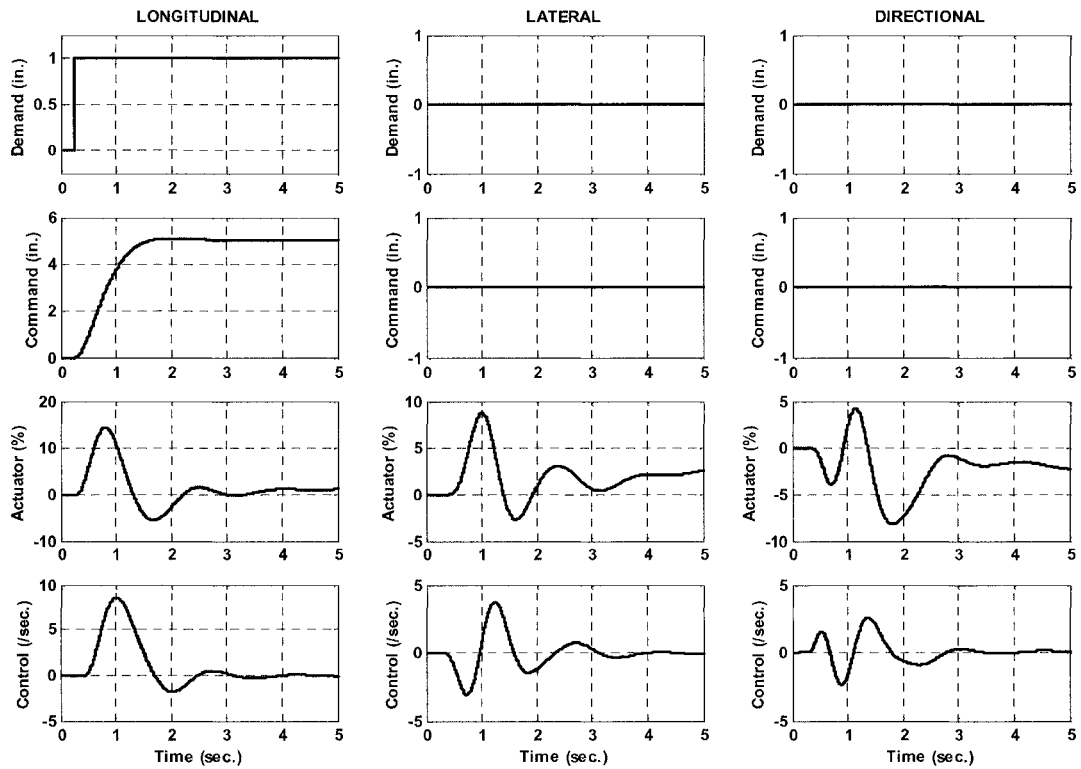 LONGITUDINAL
LATERAL
DIRECTIONAL
Demand (in.)
1
0.5
0
0 1 2 3 4 5
Demand (in.)
1
0
-1
0 1 2 3 4 5
Demand (in.)
1
0
-1
0 1 2 3 4 5
Command (in.)
6
4
2
0
0 1 2 3 4 5
Command (in.)
1
0
-1
0 1 2 3 4 5
Command (in.)
1
0
-1
0 1 2 3 4 5
Actuator (%)
20
10
0
-10
0 1 2 3 4 5
Actuator (%)
10
5
0
-5
0 1 2 3 4 5
Actuator (%)
5
0
-5
-10
0 1 2 3 4 5
Control (/sec.)
10
5
0
-5
0 1 2 3 4 5
Time (sec.)
Control (/sec.)
5
0
-5
0 1 2 3 4 5
Time (sec.)
Control (/sec.)
5
0
-5
0 1 2 3 4 5
Time (sec.)